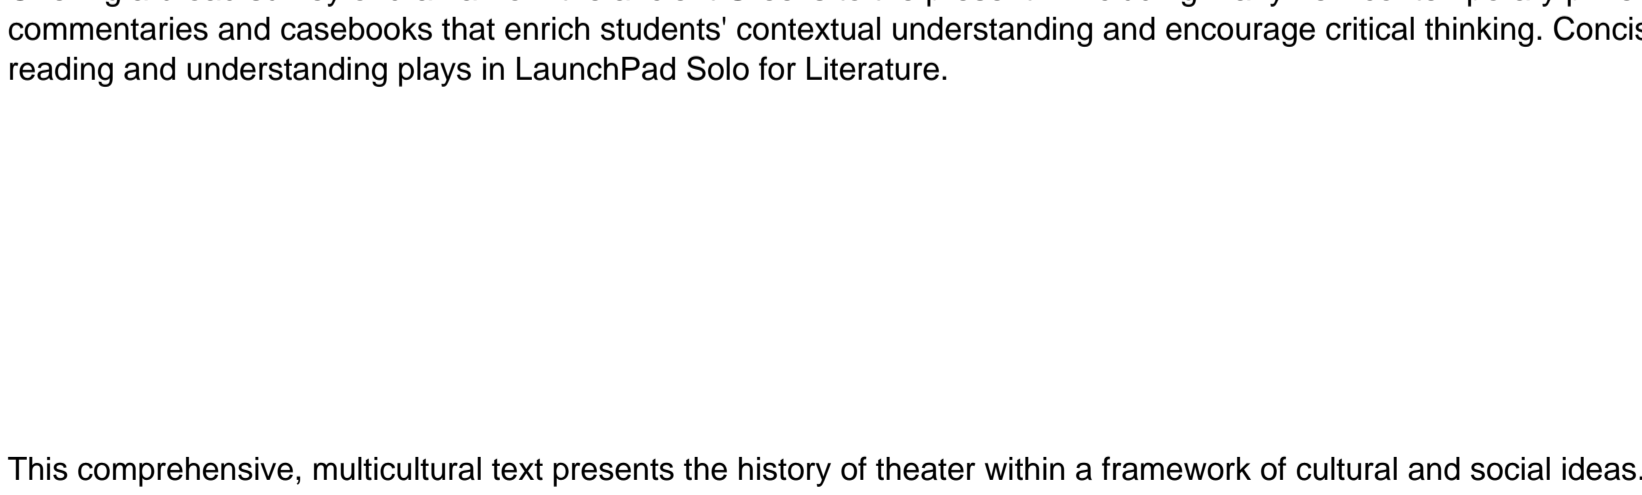 commentaries and casebooks that enrich students' contextual understanding and encourage critical thinking.
reading and understanding plays in LaunchPad Solo for Literature.
This comprehensive, multicultural text presents the history of theater within a framework of cultural and social ideas.